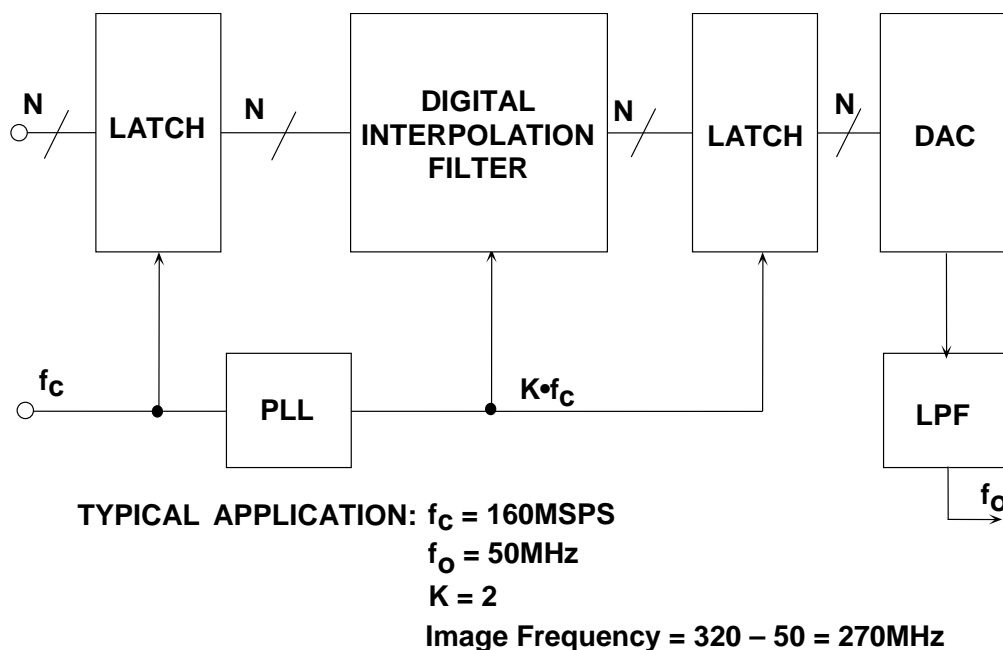 N
LATCH
N
DIGITAL
INTERPOLATION
FILTER
N
LATCH
N
DAC
fc
PLL
K•fc
LPF
fo
TYPICAL APPLICATION: fc = 160MSPS
fo = 50MHz
K = 2
Image Frequency = 320 – 50 = 270MHz